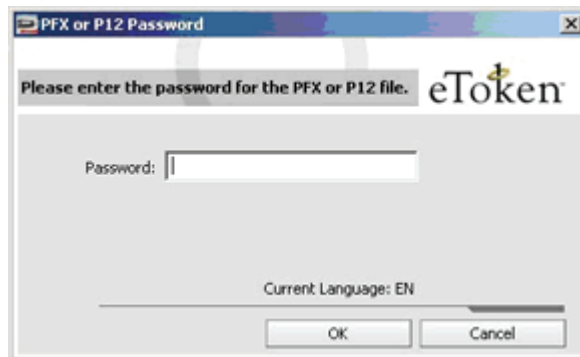 PFX or P12 Password
Please enter the password for the PFX or P12 file.
eToken
Password:
Current Language: EN
OK
Cancel